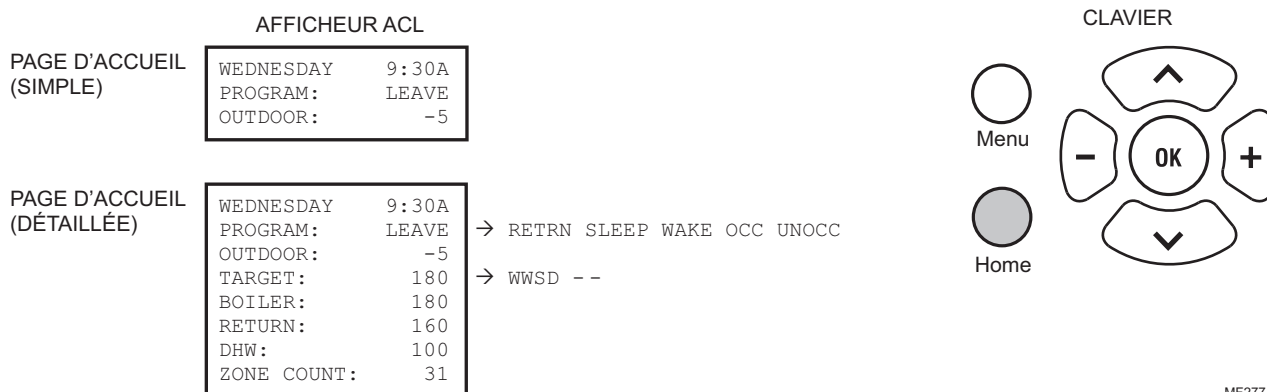 AFFICHEUR ACL
CLAVIER
PAGE D'ACCUEIL
(SIMPLE)
WEDNESDAY 9:30A
PROGRAM: LEAVE
OUTDOOR: -5
Menu
OK
Home
PAGE D'ACCUEIL
(DÉTAILLÉE)
WEDNESDAY 9:30A
PROGRAM: LEAVE → RETRN SLEEP WAKE OCC UNOCC
OUTDOOR: -5
TARGET: 180 → WWSD --
BOILER: 180
RETURN: 160
DHW: 100
ZONE COUNT: 31